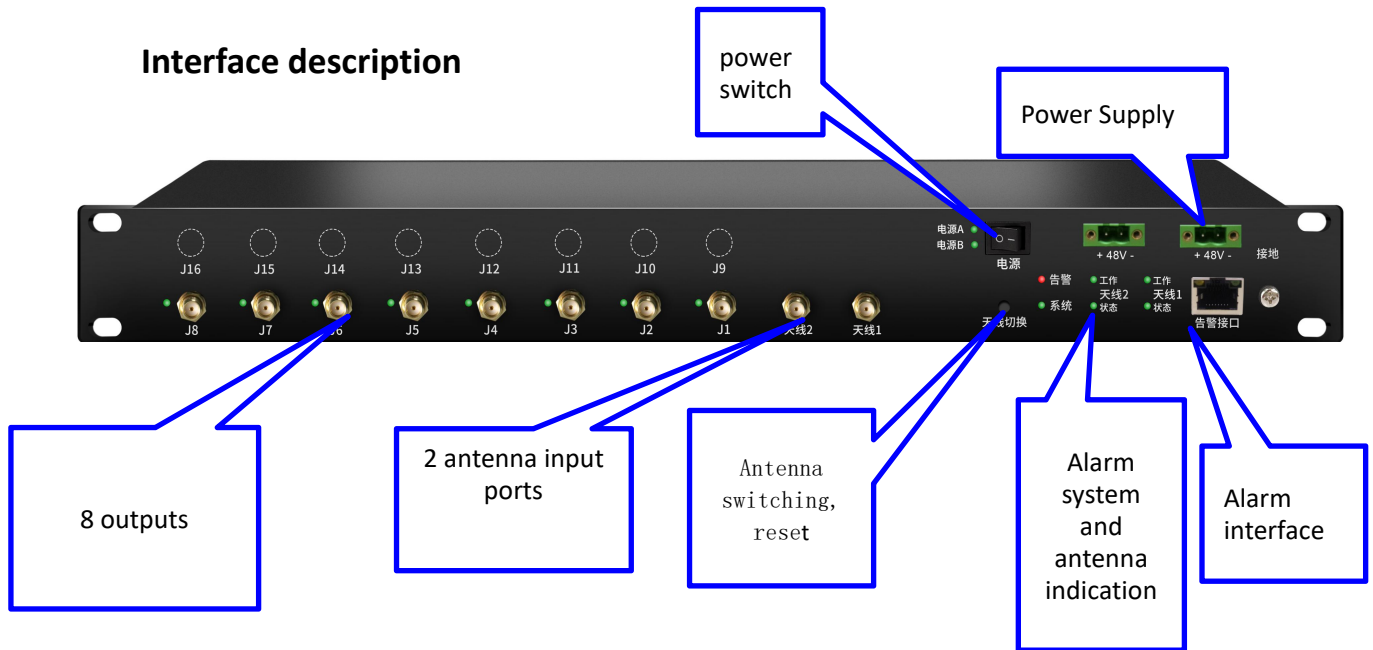 Interface description
power
switch
Power Supply
电源A
电源B
电源
+ 48V -
+ 48V -
接地
J16
J15
J14
J13
J12
J11
J10
J9
告警
工作
天线2
状态
工作
天线1
状态
系统
天线切换
告警接口
J8
J7
J6
J5
J4
J3
J2
J1
天线2
天线1
8 outputs
2 antenna input
ports
Antenna
switching,
reset
Alarm
system
and
antenna
indication
Alarm
interface